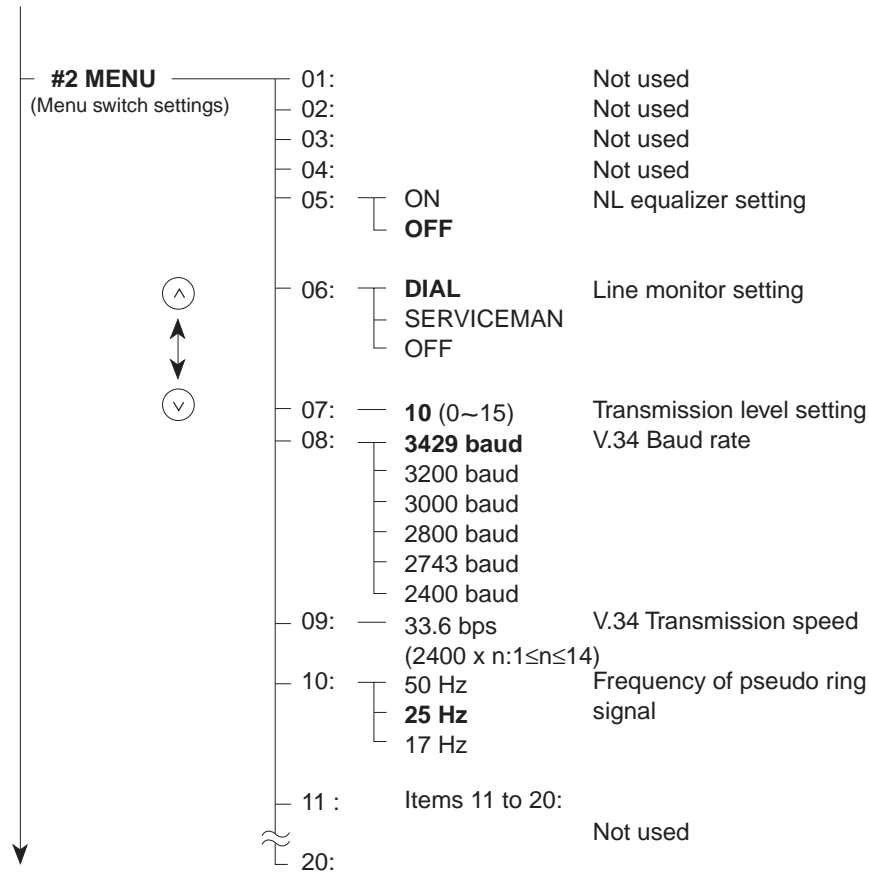 #2 MENU 01: Not used
(Menu switch settings) 02: Not used
03: Not used
04: Not used
05: ON NL equalizer setting
OFF
06: DIAL Line monitor setting
SERVICEMAN
OFF
07: 10 (0∼15) Transmission level setting
08: 3429 baud V.34 Baud rate
3200 baud
3000 baud
2800 baud
2743 baud
2400 baud
09: 33.6 bps V.34 Transmission speed
(2400 x n:1≤n≤14)
10: 50 Hz Frequency of pseudo ring
25 Hz signal
17 Hz
11 : Items 11 to 20:
Not used
20: